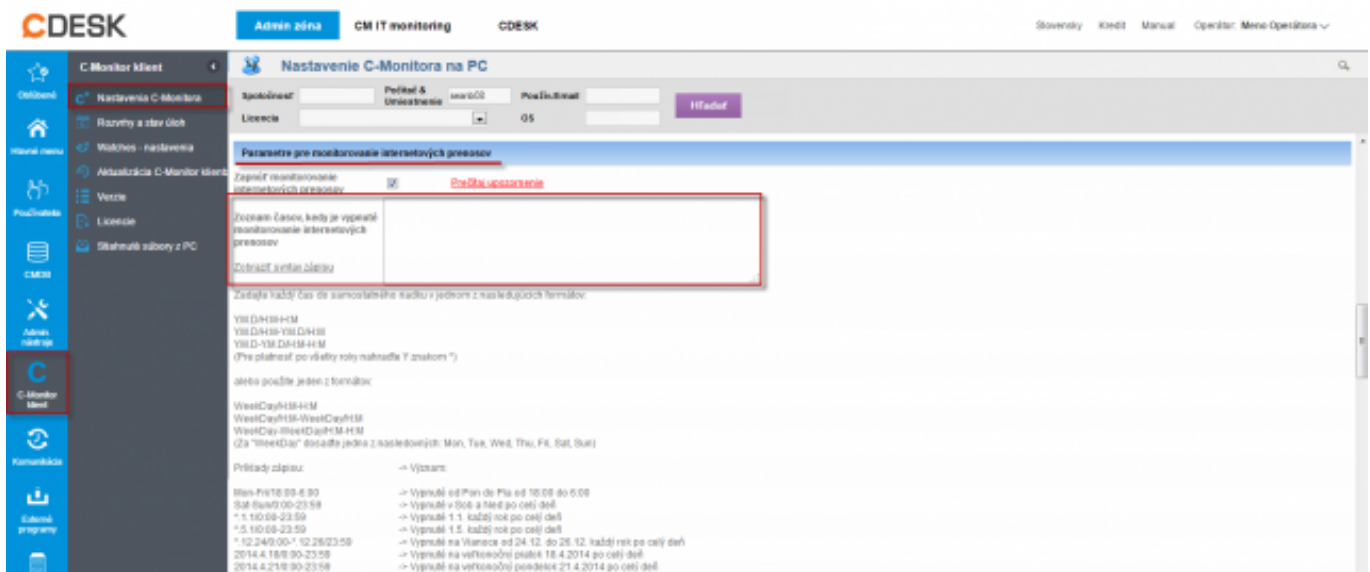 CDESK
Admin zóna CM IT monitoring CDESK
Slovensky Kredit Manual Operátor: Meno Operátora
C-Monitor klient
Nastavenie C-Monitora na PC
Obľúbené
Nastavenia C-Monitora
Spoločnosť
Počítač & Umiestnenie
Použív./Email
Hľadať
Licencia
OS
Rozvrhy a stav úloh
Hlavné menu
Watches - nastavenia
Parametre pre monitorovanie internetových prenosov
Aktualizácia C-Monitor klient
Zapnúť monitorovanie
internetových prenosov
Prečítaj upozornenie
Verzie
Používatelia
Licencie
Stiahnuté súbory z PC
Zoznam časov, kedy je vypnuté
monitorovanie internetových
prenosov
CMDB
Zobraziť syntax zápisu
Zadajte každý čas do samostatného riadku v jednom z nasledujúcich formátov:
Admin.
nástroje
Y.M.D/H:M-H:M
Y.M.D/H:M-Y.M.D/H:M
Y.M.D-Y.M.D/H:M-H:M
(Pre platnosť po všetky roky nahraďte Y znakom *)
C-Monitor
klient
alebo použite jeden z formátov:
WeekDay/H:M-H:M
WeekDay/H:M-WeekDay/H:M
WeekDay-WeekDay/H:M-H:M
(Za "WeekDay" dosaďte jedno z nasledovných: Mon, Tue, Wed, Thu, Fri, Sat, Sun)
Komunikácia
Príklady zápisu: -> Význam:
Mon-Fri/18:00-6:00 -> Vypnuté od Pon do Pia od 18:00 do 6:00
Sat-Sun/0:00-23:59 -> Vypnuté v Sob a Ned po celý deň
*.1.1/0:00-23:59 -> Vypnuté 1.1. každý rok po celý deň
*.5.1/0:00-23:59 -> Vypnuté 1.5. každý rok po celý deň
*.12.24/0:00-*.12.26/23:59 -> Vypnuté na Vianoce od 24.12. do 26.12. každý rok po celý deň
2014.4.18/0:00-23:59 -> Vypnuté na veľkonočný piatok 18.4.2014 po celý deň
2014.4.21/0:00-23:59 -> Vypnuté na veľkonočný pondelok 21.4.2014 po celý deň
Externé
programy